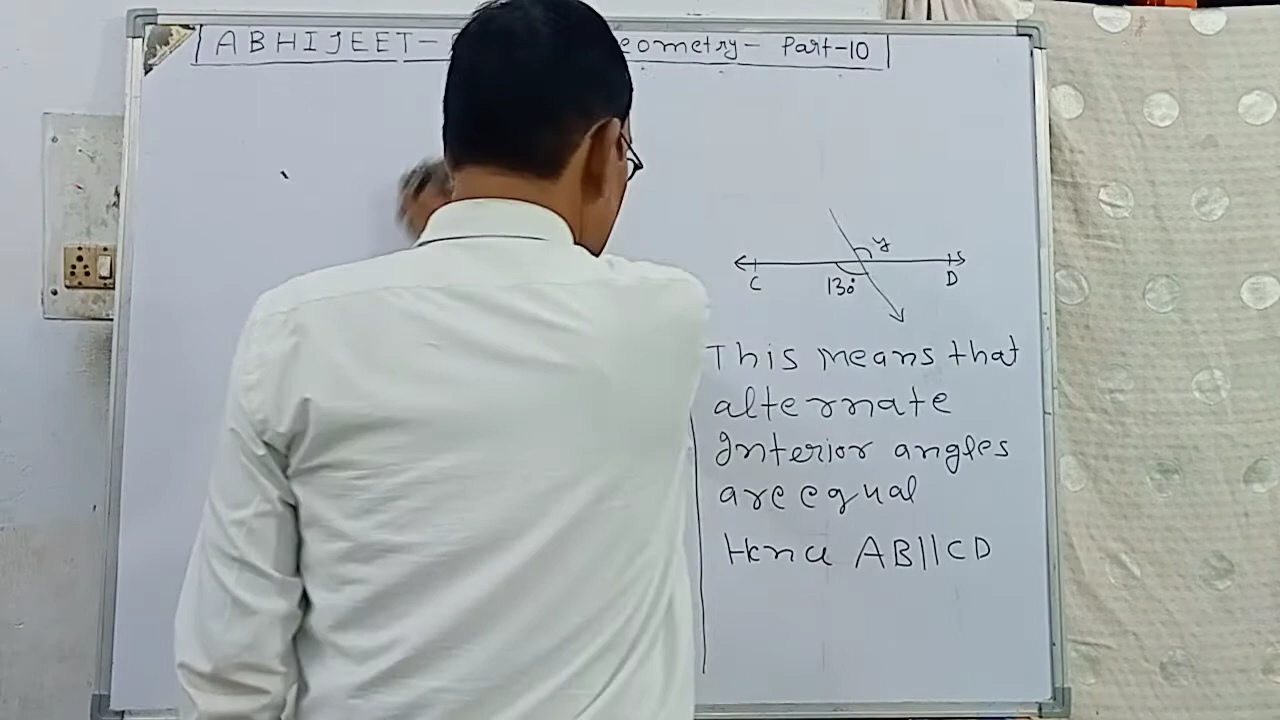 ABHIJEET- eometry- Part-10
y
C 130° D
This means that
alternate
Interior angles
are equal
Hence AB||CD